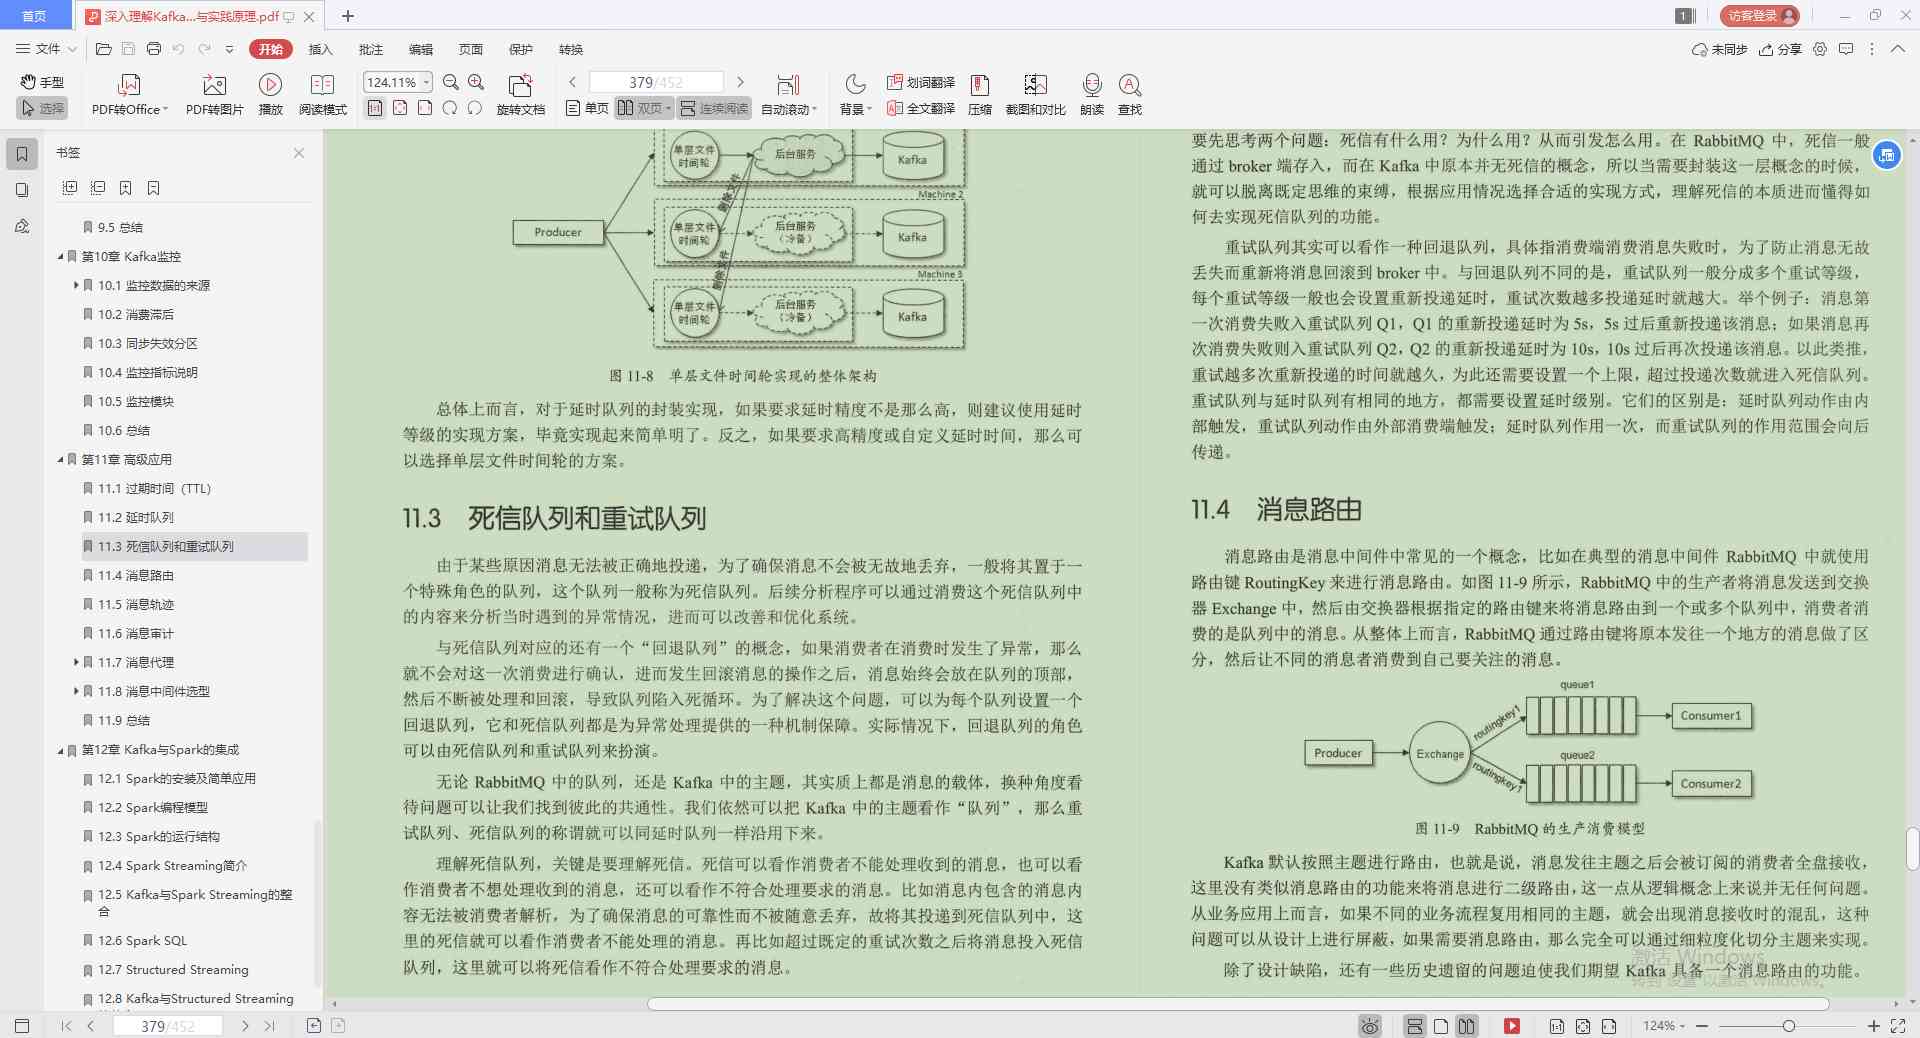 首页
深入理解Kafka...与实践原理.pdf
1
访客登录
文件
开始
插入
批注
编辑
页面
保护
转换
未同步
分享
手型
选择
PDF转Office
PDF转图片
播放
阅读模式
124.11%
旋转文档
379/452
单页
双页
连续阅读
自动滚动
背景
划词翻译
全文翻译
压缩
截图和对比
朗读
查找
书签
9.5 总结
第10章 Kafka监控
10.1 监控数据的来源
10.2 消费滞后
10.3 同步失效分区
10.4 监控指标说明
10.5 监控模块
10.6 总结
第11章 高级应用
11.1 过期时间（TTL）
11.2 延时队列
11.3 死信队列和重试队列
11.4 消息路由
11.5 消息轨迹
11.6 消息审计
11.7 消息代理
11.8 消息中间件选型
11.9 总结
第12章 Kafka与Spark的集成
12.1 Spark的安装及简单应用
12.2 Spark编程模型
12.3 Spark的运行结构
12.4 Spark Streaming简介
12.5 Kafka与Spark Streaming的整
合
12.6 Spark SQL
12.7 Structured Streaming
12.8 Kafka与Structured Streaming
Producer
单层文件
时间轮
后台服务
Kafka
删除文件
Machine 2
单层文件
时间轮
后台服务
（冷备）
Kafka
删除文件
Machine 3
单层文件
时间轮
后台服务
（冷备）
Kafka
图 11-8 单层文件时间轮实现的整体架构
总体上而言，对于延时队列的封装实现，如果要求延时精度不是那么高，则建议使用延时
等级的实现方案，毕竟实现起来简单明了。反之，如果要求高精度或自定义延时时间，那么可
以选择单层文件时间轮的方案。
11.3 死信队列和重试队列
由于某些原因消息无法被正确地投递，为了确保消息不会被无故地丢弃，一般将其置于一
个特殊角色的队列，这个队列一般称为死信队列。后续分析程序可以通过消费这个死信队列中
的内容来分析当时遇到的异常情况，进而可以改善和优化系统。
与死信队列对应的还有一个“回退队列”的概念，如果消费者在消费时发生了异常，那么
就不会对这一次消费进行确认，进而发生回滚消息的操作之后，消息始终会放在队列的顶部，
然后不断被处理和回滚，导致队列陷入死循环。为了解决这个问题，可以为每个队列设置一个
回退队列，它和死信队列都是为异常处理提供的一种机制保障。实际情况下，回退队列的角色
可以由死信队列和重试队列来扮演。
无论 RabbitMQ 中的队列，还是 Kafka 中的主题，其实质上都是消息的载体，换种角度看
待问题可以让我们找到彼此的共通性。我们依然可以把 Kafka 中的主题看作“队列”，那么重
试队列、死信队列的称谓就可以同延时队列一样沿用下来。
理解死信队列，关键是要理解死信。死信可以看作消费者不能处理收到的消息，也可以看
作消费者不想处理收到的消息，还可以看作不符合处理要求的消息。比如消息内包含的消息内
容无法被消费者解析，为了确保消息的可靠性而不被随意丢弃，故将其投递到死信队列中，这
里的死信就可以看作消费者不能处理的消息。再比如超过既定的重试次数之后将消息投入死信
队列，这里就可以将死信看作不符合处理要求的消息。
要先思考两个问题：死信有什么用？为什么用？从而引发怎么用。在 RabbitMQ 中，死信一般
通过 broker 端存入，而在 Kafka 中原本并无死信的概念，所以当需要封装这一层概念的时候，
就可以脱离既定思维的束缚，根据应用情况选择合适的实现方式，理解死信的本质进而懂得如
何去实现死信队列的功能。
重试队列其实可以看作一种回退队列，具体指消费端消费消息失败时，为了防止消息无故
丢失而重新将消息回滚到 broker 中。与回退队列不同的是，重试队列一般分成多个重试等级，
每个重试等级一般也会设置重新投递延时，重试次数越多投递延时就越大。举个例子：消息第
一次消费失败入重试队列 Q1，Q1 的重新投递延时为 5s，5s 过后重新投递该消息；如果消息再
次消费失败则入重试队列 Q2，Q2 的重新投递延时为 10s，10s 过后再次投递该消息。以此类推，
重试越多次重新投递的时间就越久，为此还需要设置一个上限，超过投递次数就进入死信队列。
重试队列与延时队列有相同的地方，都需要设置延时级别。它们的区别是：延时队列动作由内
部触发，重试队列动作由外部消费端触发；延时队列作用一次，而重试队列的作用范围会向后
传递。
11.4 消息路由
消息路由是消息中间件中常见的一个概念，比如在典型的消息中间件 RabbitMQ 中就使用
路由键 RoutingKey 来进行消息路由。如图 11-9 所示，RabbitMQ 中的生产者将消息发送到交换
器 Exchange 中，然后由交换器根据指定的路由键来将消息路由到一个或多个队列中，消费者消
费的是队列中的消息。从整体上而言，RabbitMQ 通过路由键将原本发往一个地方的消息做了区
分，然后让不同的消息者消费到自己要关注的消息。
Producer
Exchange
routingkey1
routingkey1
queue1
queue2
Consumer1
Consumer2
图 11-9 RabbitMQ 的生产消费模型
Kafka 默认按照主题进行路由，也就是说，消息发往主题之后会被订阅的消费者全盘接收，
这里没有类似消息路由的功能来将消息进行二级路由，这一点从逻辑概念上来说并无任何问题。
从业务应用上而言，如果不同的业务流程复用相同的主题，就会出现消息接收时的混乱，这种
问题可以从设计上进行屏蔽，如果需要消息路由，那么完全可以通过细粒度化切分主题来实现。
除了设计缺陷，还有一些历史遗留的问题迫使我们期望 Kafka 具备一个消息路由的功能。
激活 Windows
转到"设置"以激活 Windows。
379/452
124%